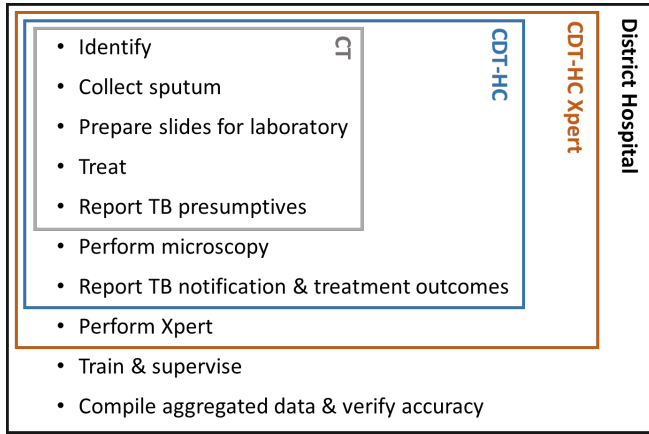 • Identify
• Collect sputum
• Prepare slides for laboratory
• Treat
• Report TB presumptives
• Perform microscopy
• Report TB notification & treatment outcomes
• Perform Xpert
• Train & supervise
• Compile aggregated data & verify accuracy
CT
CDT-HC
CDT-HC Xpert
District Hospital